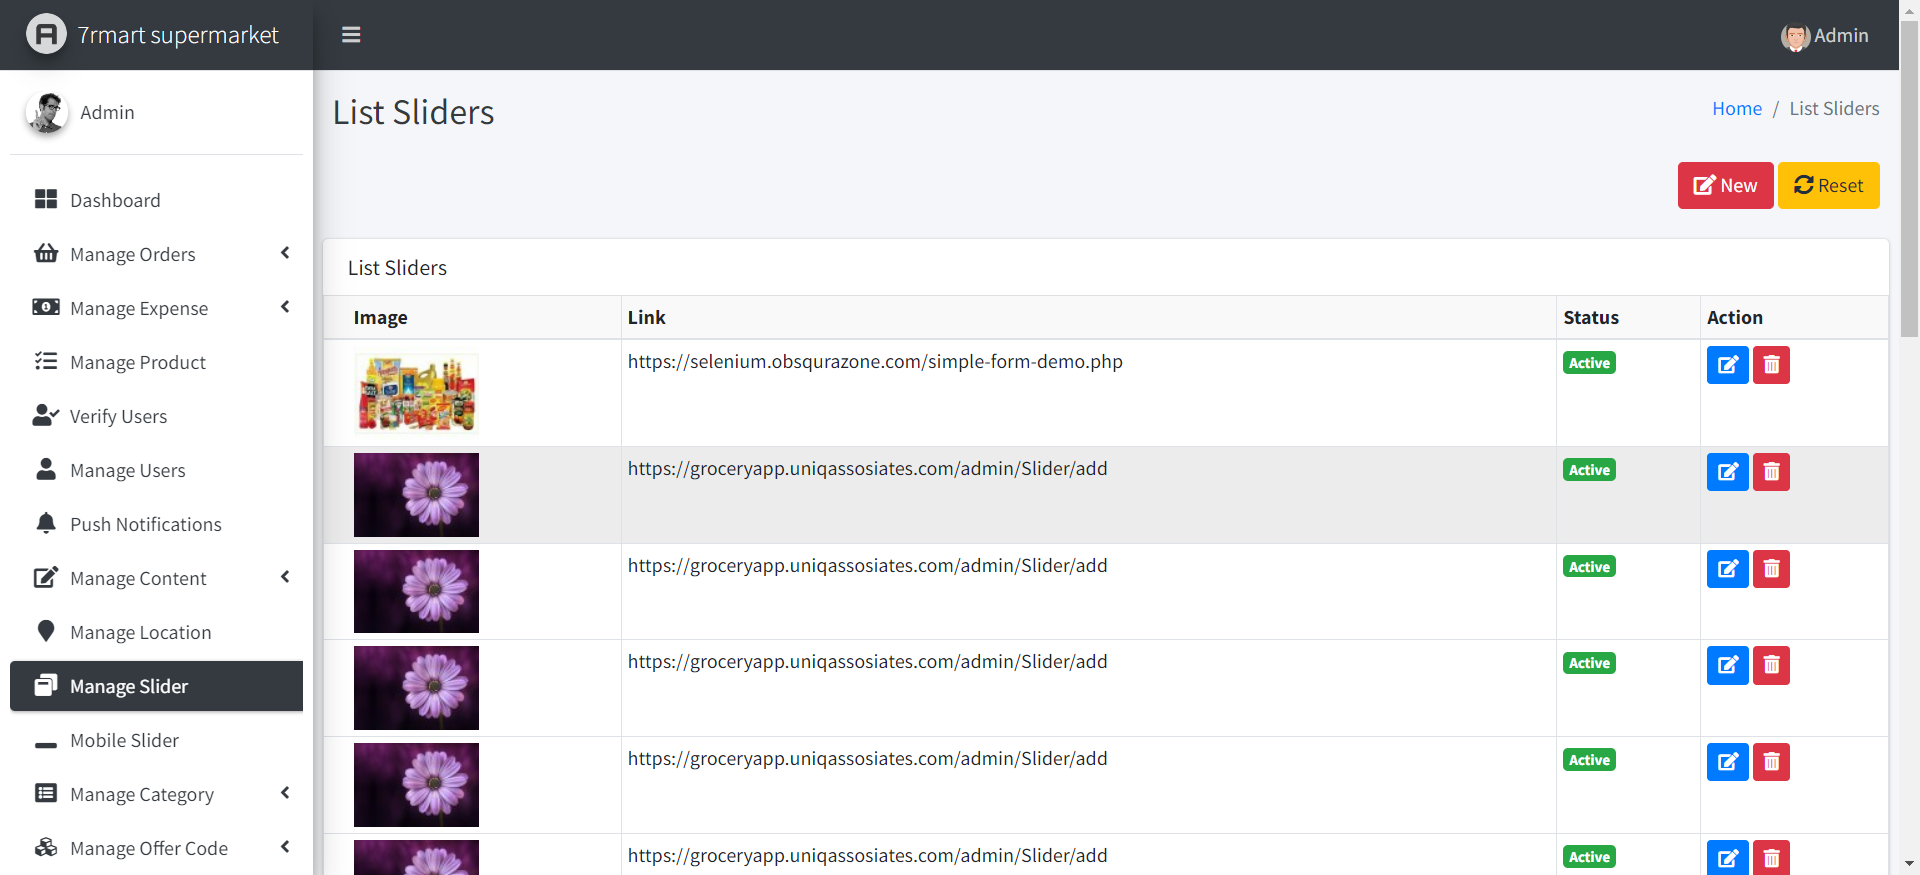 7rmart supermarket
Admin
Admin
Dashboard
Manage Orders
Manage Expense
Manage Product
Verify Users
Manage Users
Push Notifications
Manage Content
Manage Location
Manage Slider
Mobile Slider
Manage Category
Manage Offer Code
List Sliders
Home / List Sliders
New Reset
List Sliders
Image Link Status Action
https://selenium.obsqurazone.com/simple-form-demo.php Active
https://groceryapp.uniqassosiates.com/admin/Slider/add Active
https://groceryapp.uniqassosiates.com/admin/Slider/add Active
https://groceryapp.uniqassosiates.com/admin/Slider/add Active
https://groceryapp.uniqassosiates.com/admin/Slider/add Active
https://groceryapp.uniqassosiates.com/admin/Slider/add Active